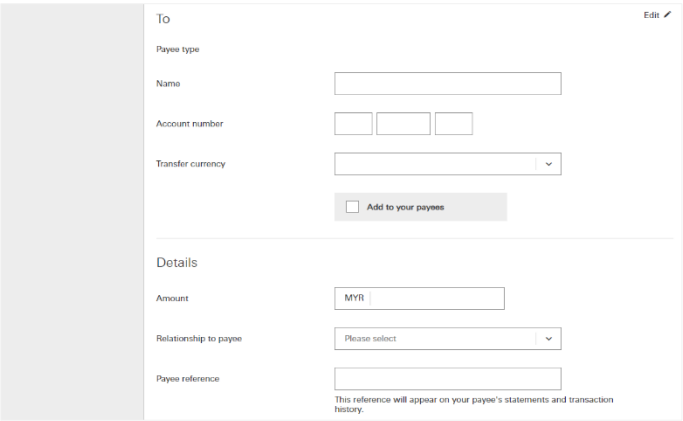 To
Edit
Payee type
Name
Account number
Transfer currency
Add to your payees
Details
Amount
MYR
Relationship to payee
Please select
Payee reference
This reference will appear on your payee's statements and transaction
history.